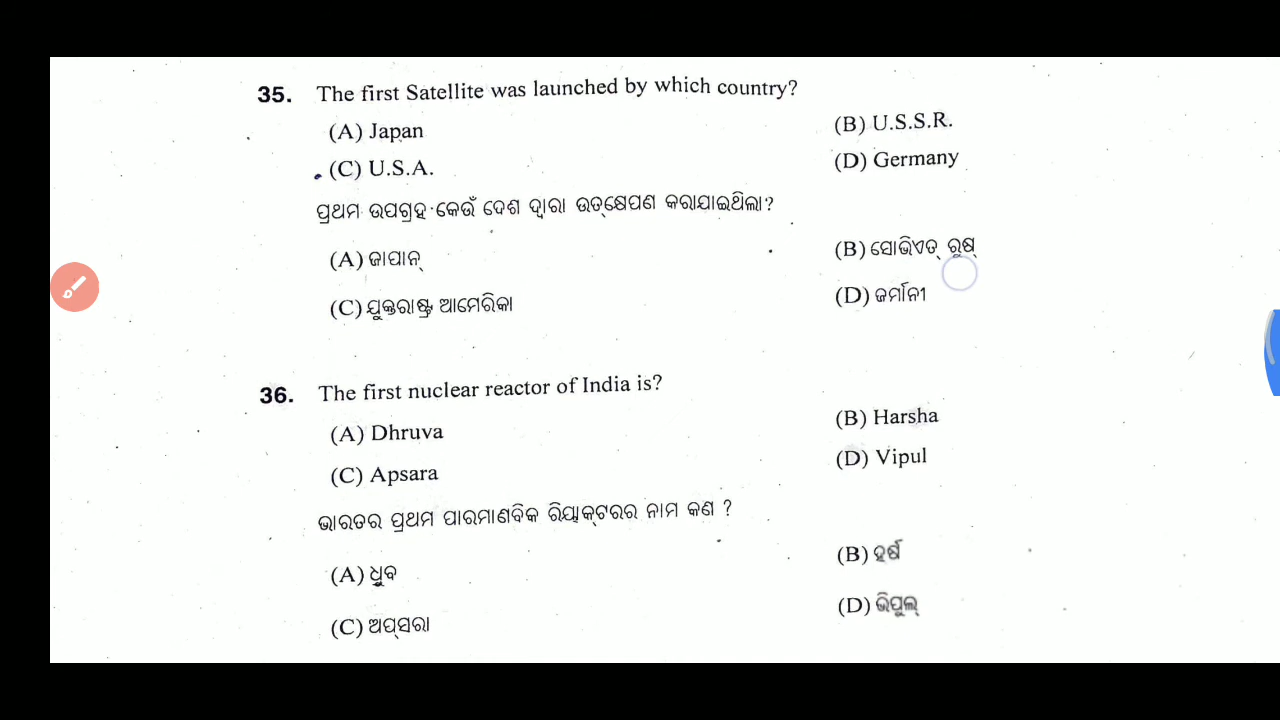 35. The first Satellite was launched by which country?
(A) Japan (B) U.S.S.R.
(C) U.S.A. (D) Germany
ପ୍ରଥମ ଉପଗ୍ରହ କେଉଁ ଦେଶ ଦ୍ୱାରା ଉତ୍‌କ୍ଷେପଣ କରାଯାଇଥିଲା?
(A) ଜାପାନ୍ (B) ସୋଭିଏତ୍ ରୁଷ୍
(C) ଯୁକ୍ତରାଷ୍ଟ୍ର ଆମେରିକା (D) ଜର୍ମାନୀ
36. The first nuclear reactor of India is?
(A) Dhruva (B) Harsha
(C) Apsara (D) Vipul
ଭାରତର ପ୍ରଥମ ପାରମାଣବିକ ରିୟାକ୍‌ଟରର ନାମ କଣ ?
(A) ଧ୍ରୁବ (B) ହର୍ଷ
(C) ଅପ୍‌ସରା (D) ଭିପୁଲ୍